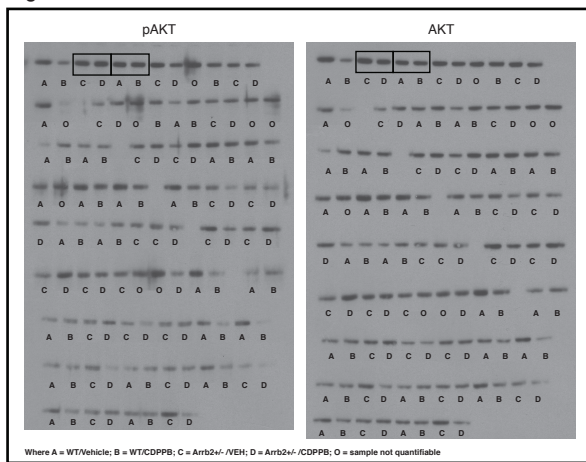 pAKT
A B C D A B C D O B C D
A O C D O B A B C D O O
A B A B C D C D A B A B
A O A B A B A B C D C D
D A B A B C C D C D C D
C D C D C O O D A B A B
A B C D C D C D A B A B
A B C D A B C D A B C D
A B C D A B C D
AKT
A B C D A B C D O B C D
A O C D A B A B C D O O
A B A B C D C D A B A B
A O A B A B A B C D C D
D A B A B C C D C D C D
C D C D C O O D A B A B
A B C D C D C D A B A B
A B C D A B C D A B C D
A B C D A B C D
Where A = WT/Vehicle; B = WT/CDPPB; C = Arrb2+/- /VEH; D = Arrb2+/- /CDPPB; O = sample not quantifiable